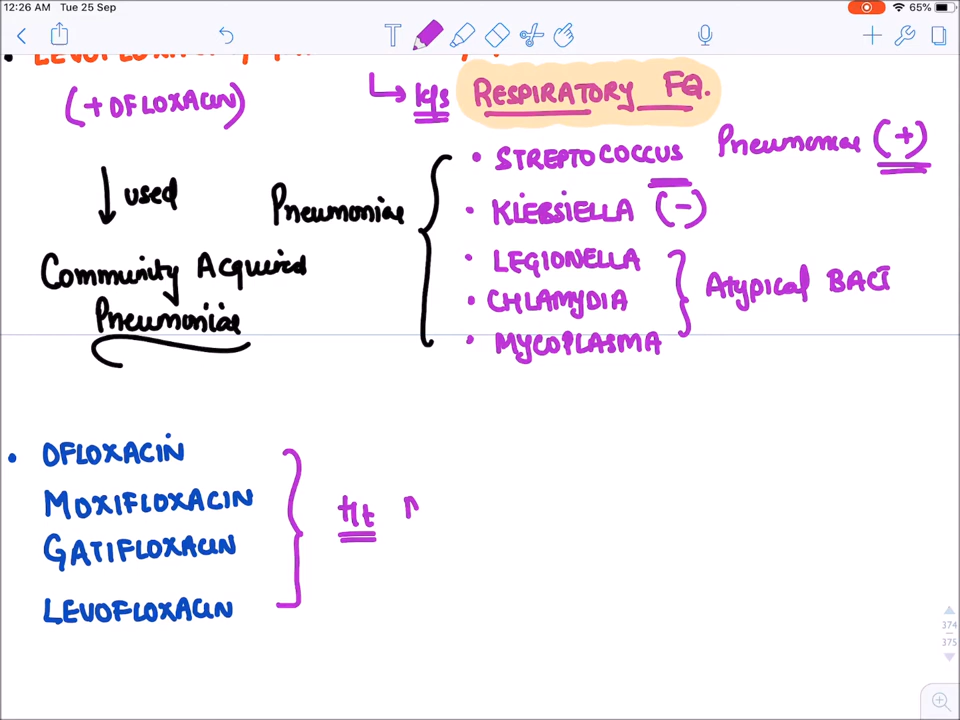 12:26 AM Tue 25 Sep
65%
T
(+ OFLOXACIN)
k/s RESPIRATORY FQ.
• STREPTOCOCCUS Pneumoniae (+)
used
Pneumoniae
• KLEBSIELLA (-)
Community Acquired
Pneumoniae
• LEGIONELLA
• CHLAMYDIA
• MYCOPLASMA
Atypical BACT
• OFLOXACIN
MOXIFLOXACIN
GATIFLOXACIN
LEVOFLOXACIN
374
375